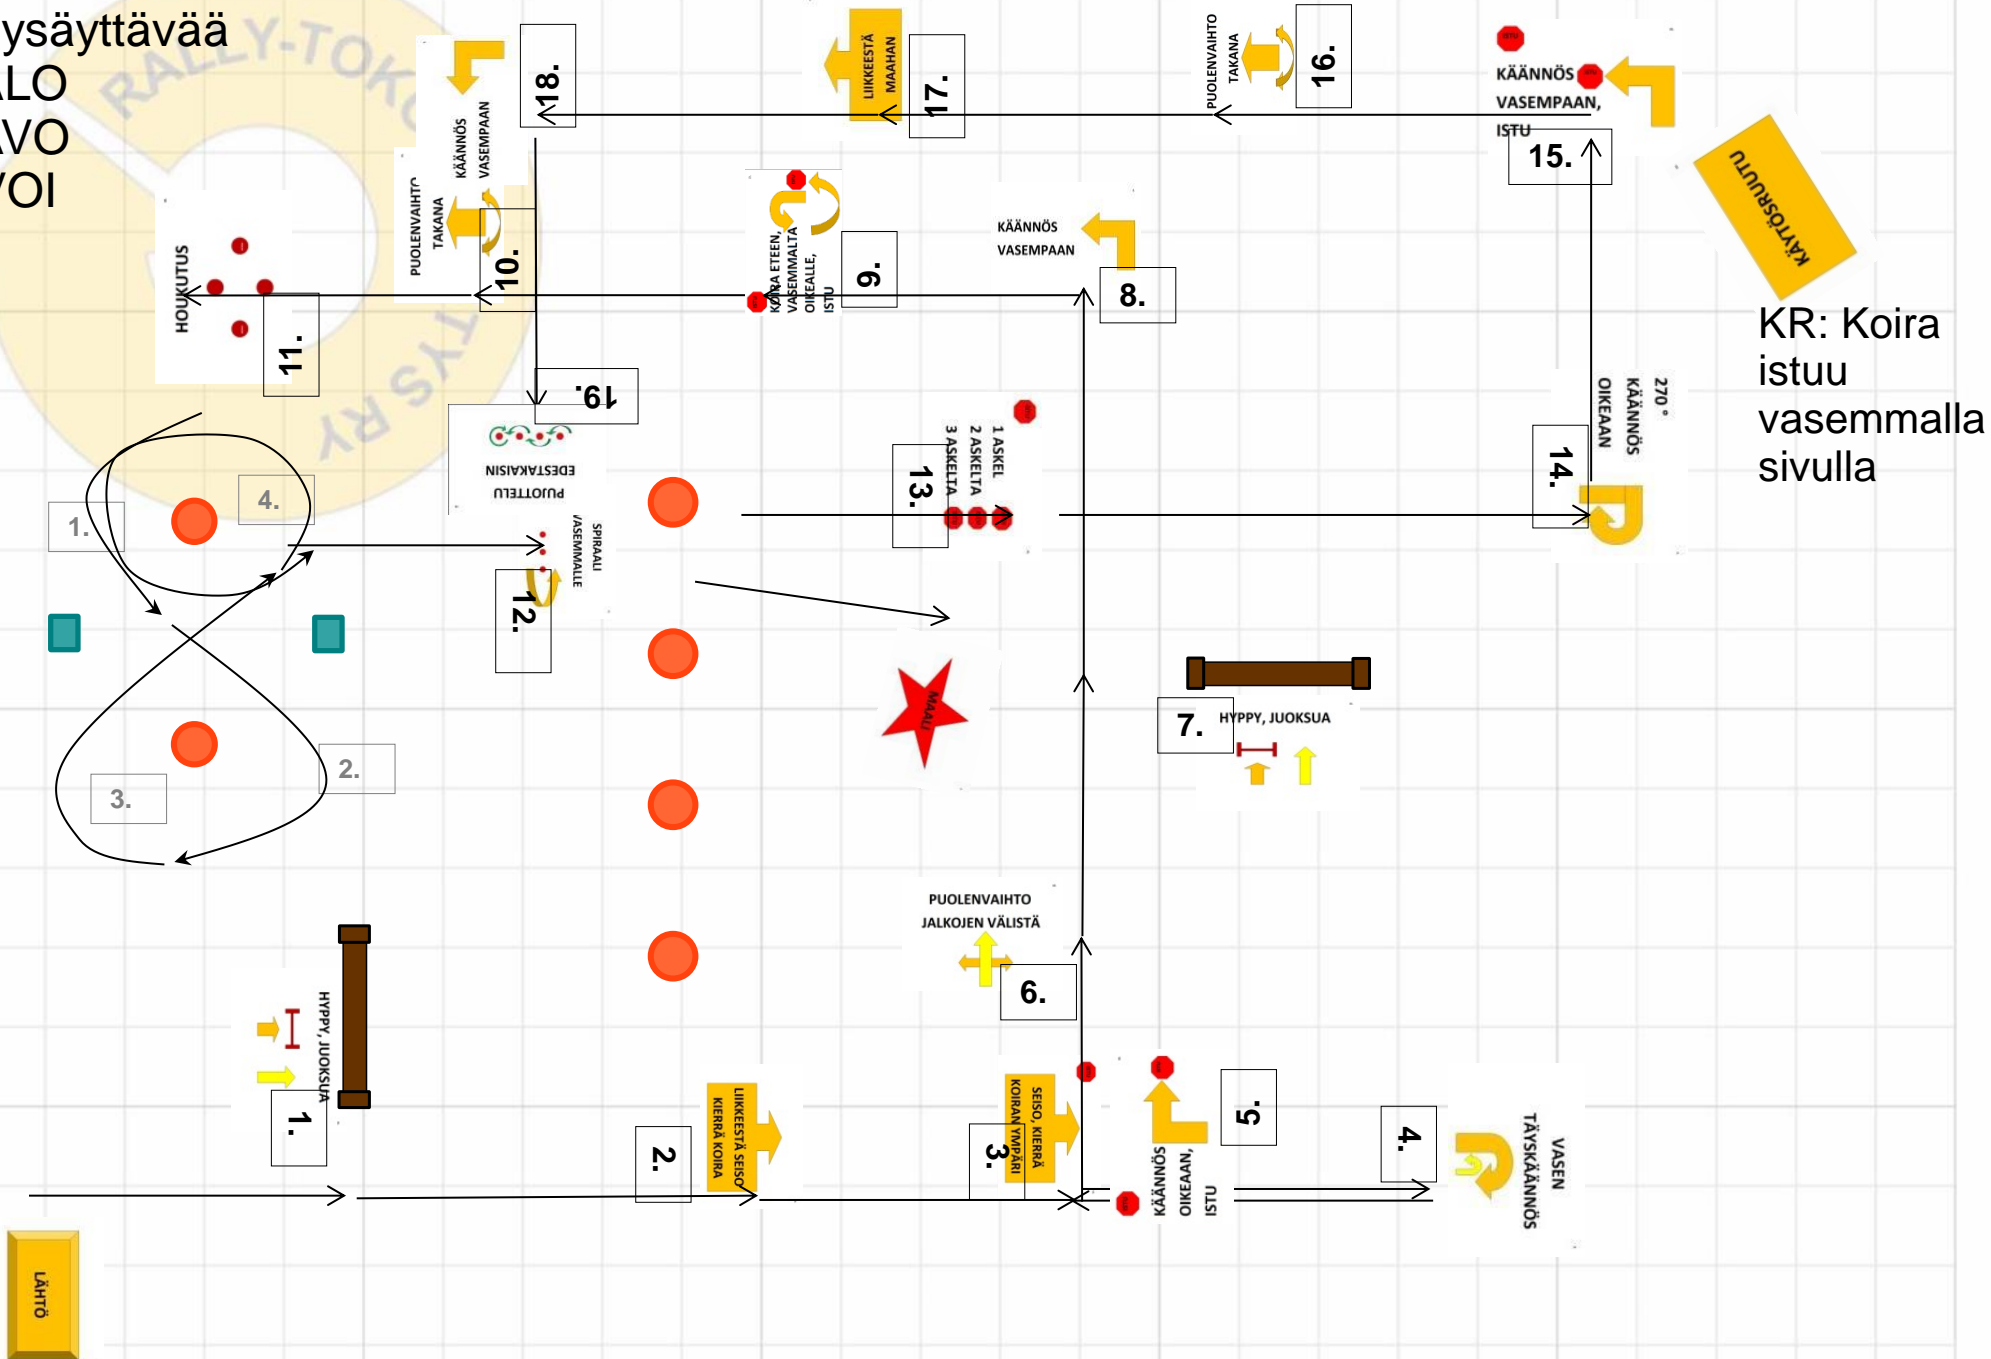 ysäyttävää
ALO
AVO
VOI
RALLY-TOKO
TYS RY
18.
KÄÄNNÖS
VASEMPAAN
LIIKKEESTÄ
MAAHAN
17.
PUOLENVAIHTO
TAKANA
16.
KÄÄNNÖS
VASEMPAAN,
ISTU
15.
KÄYTÖSRUUTU
KR: Koira
istuu
vasemmalla
sivulla
HOUKUTUS
11.
PUOLENVAIHTO
TAKANA
10.
KOIRA ETEEN,
VASEMMALTA
OIKEALLE,
ISTU
9.
KÄÄNNÖS
VASEMPAAN
8.
19.
PUJOTTELU
EDESTAKAISIN
1 ASKEL
2 ASKELTA
3 ASKELTA
13.
270 °
KÄÄNNÖS
OIKEAAN
14.
1.
4.
SPIRAALI
VASEMMALLE
12.
MAALI
7.
HYPPY, JUOKSUA
2.
3.
PUOLENVAIHTO
JALKOJEN VÄLISTÄ
6.
HYPPY, JUOKSUA
1.
LIIKKEESTÄ SEISO
KIERRÄ KOIRA
2.
SEISO, KIERRÄ
KOIRAN YMPÄRI
3.
KÄÄNNÖS
OIKEAAN,
ISTU
5.
4.
VASEN
TÄYSKÄÄNNÖS
LÄHTÖ